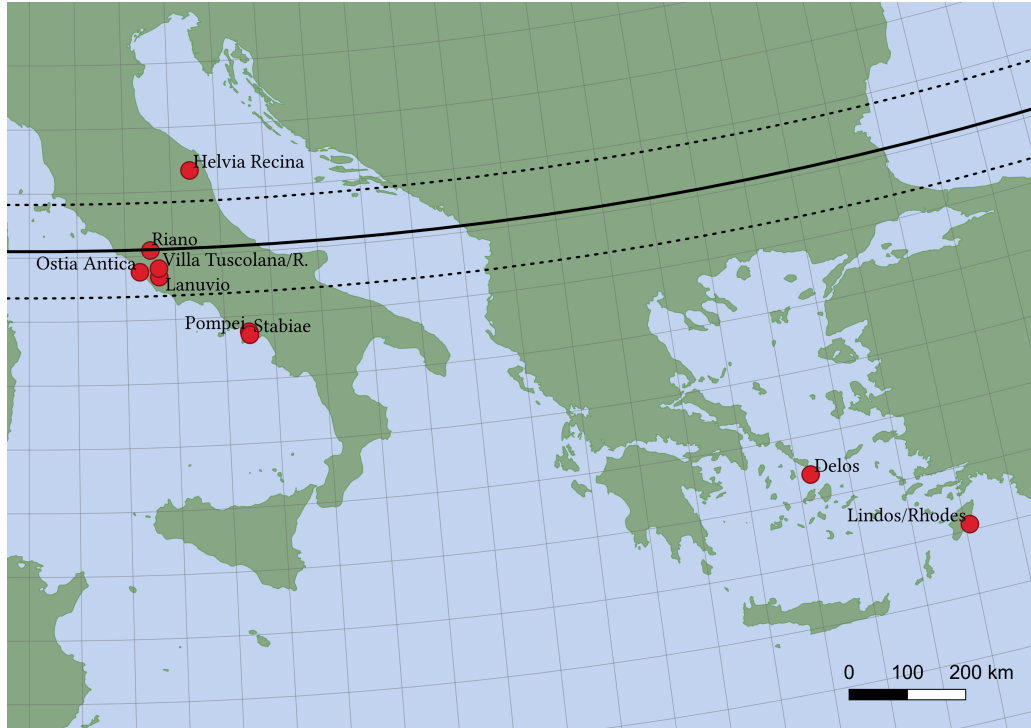 Helvia Recina
Riano
Villa Tuscolana/R.
Ostia Antica
Lanuvio
Pompei
Stabiae
Delos
Lindos/Rhodes
0 100 200 km